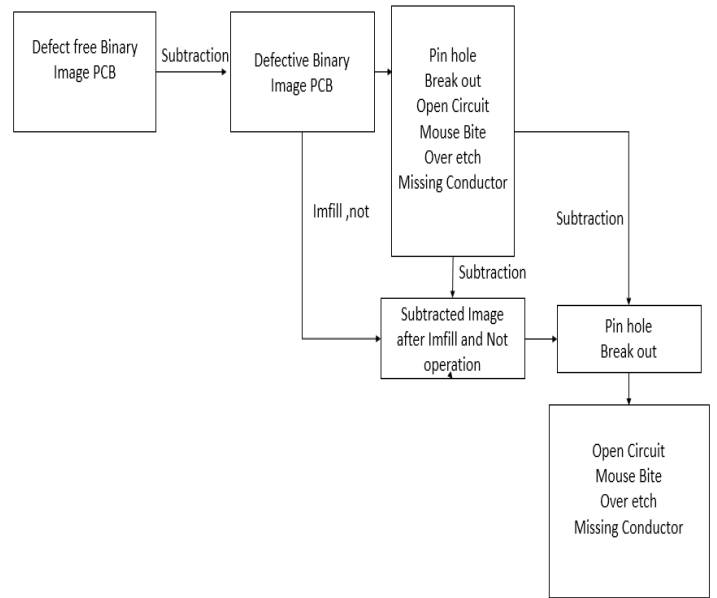 Defect free Binary
Image PCB
Subtraction
Defective Binary
Image PCB
Pin hole
Break out
Open Circuit
Mouse Bite
Over etch
Missing Conductor
Imfill ,not
Subtraction
Subtraction
Subtracted Image
after Imfill and Not
operation
Pin hole
Break out
Open Circuit
Mouse Bite
Over etch
Missing Conductor